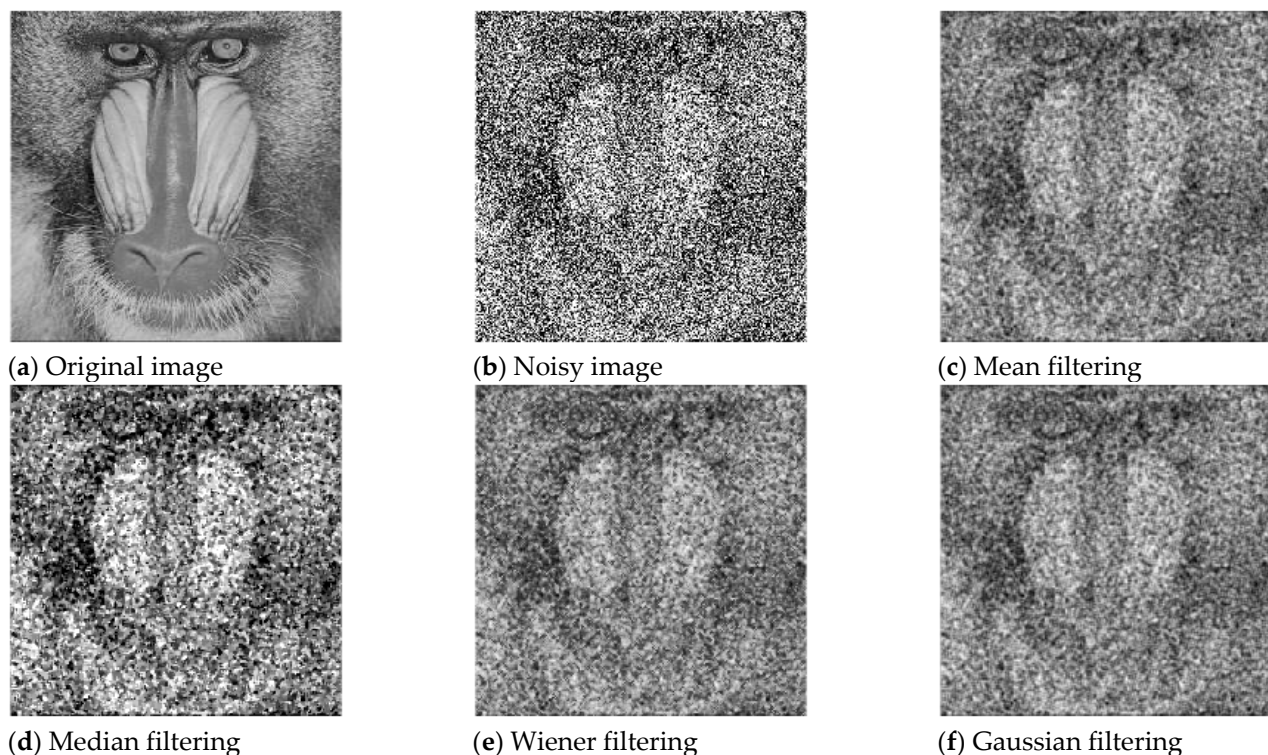 (a) Original image
(b) Noisy image
(c) Mean filtering
(d) Median filtering
(e) Wiener filtering
(f) Gaussian filtering